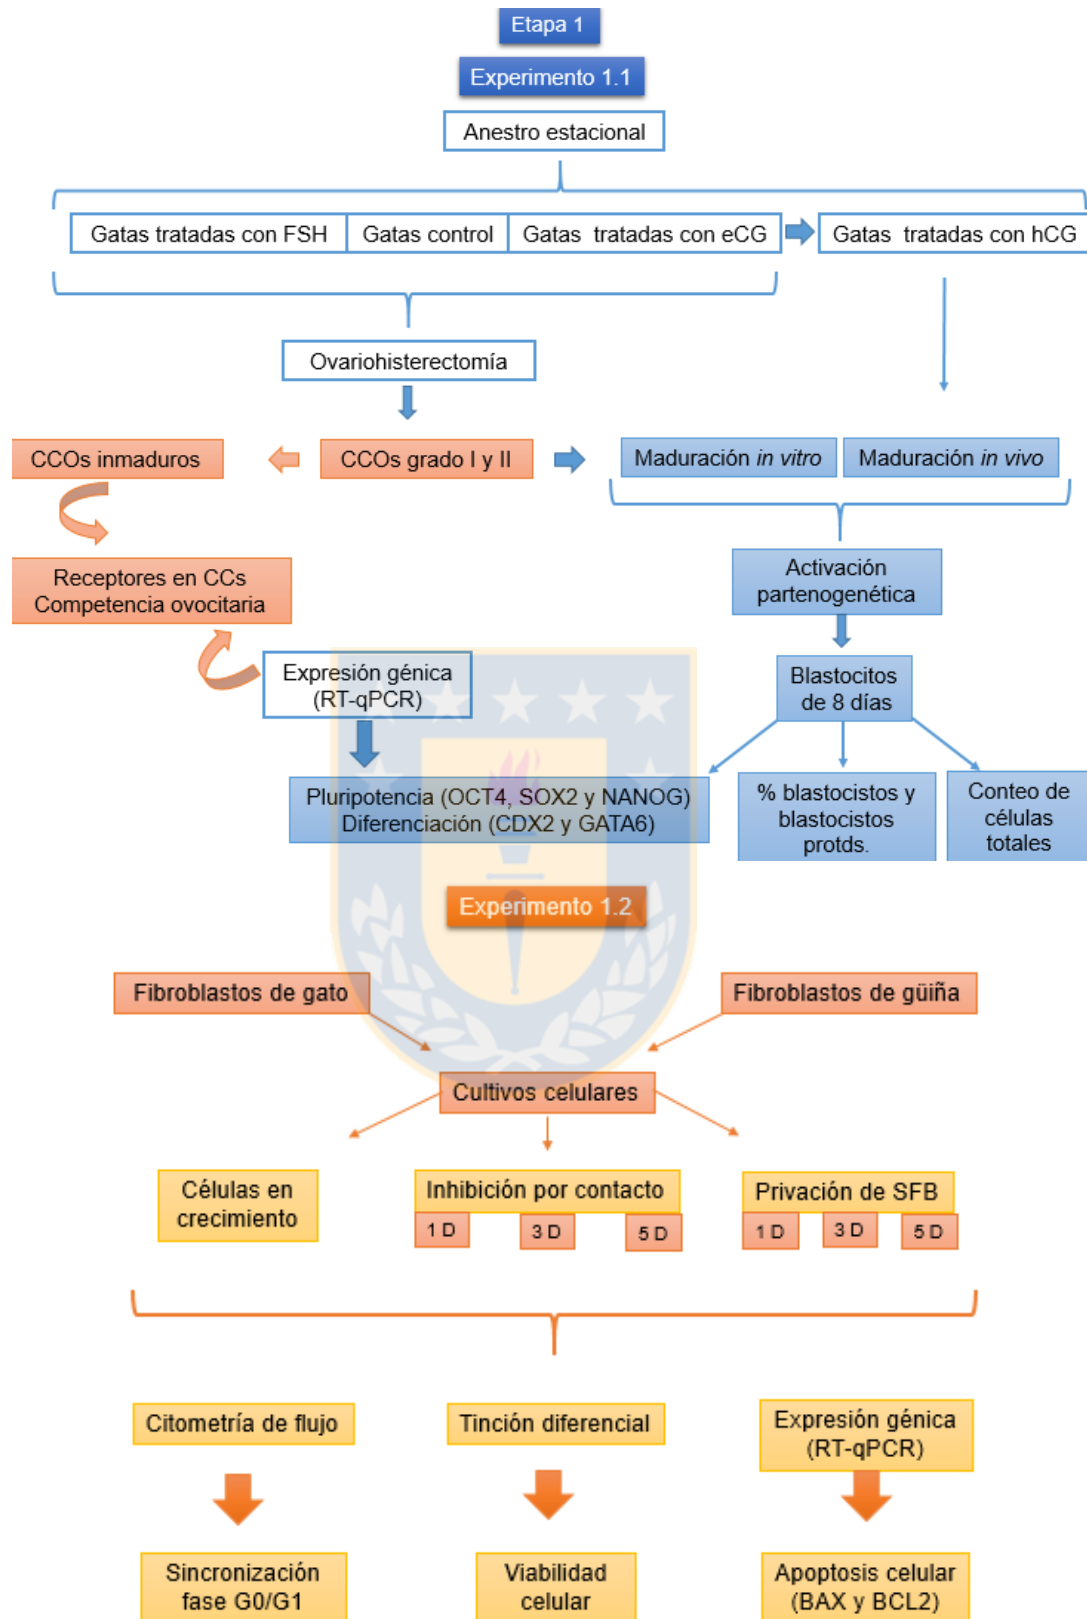 Etapa 1
Experimento 1.1
Anestro estacional
Gatas tratadas con FSH
Gatas control
Gatas tratadas con eCG
Gatas tratadas con hCG
Ovariohisterectomía
CCOs inmaduros
CCOs grado I y II
Maduración in vitro
Maduración in vivo
Receptores en CCs
Competencia ovocitaria
Activación
partenogenética
Expresión génica
(RT-qPCR)
Blastocitos
de 8 días
Pluripotencia (OCT4, SOX2 y NANOG)
Diferenciación (CDX2 y GATA6)
% blastocistos y
blastocistos
protds.
Conteo de
células
totales
Experimento 1.2
Fibroblastos de gato
Fibroblastos de güiña
Cultivos celulares
Células en
crecimiento
Inhibición por contacto
1 D
3 D
5 D
Privación de SFB
1 D
3 D
5 D
Citometría de flujo
Tinción diferencial
Expresión génica
(RT-qPCR)
Sincronización
fase G0/G1
Viabilidad
celular
Apoptosis celular
(BAX y BCL2)